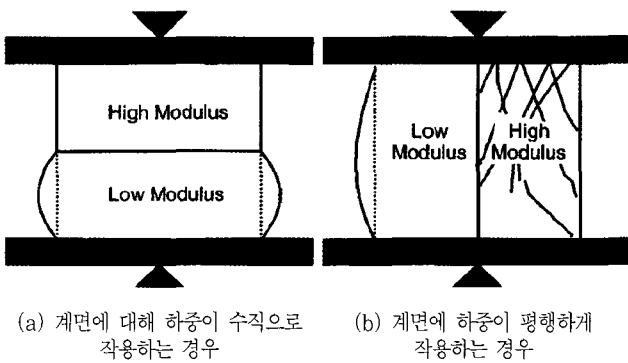 High Modulus
Low Modulus
Low
Modulus
High
Modulus
(a) 계면에 대해 하중이 수직으로
작용하는 경우
(b) 계면에 하중이 평행하게
작용하는 경우